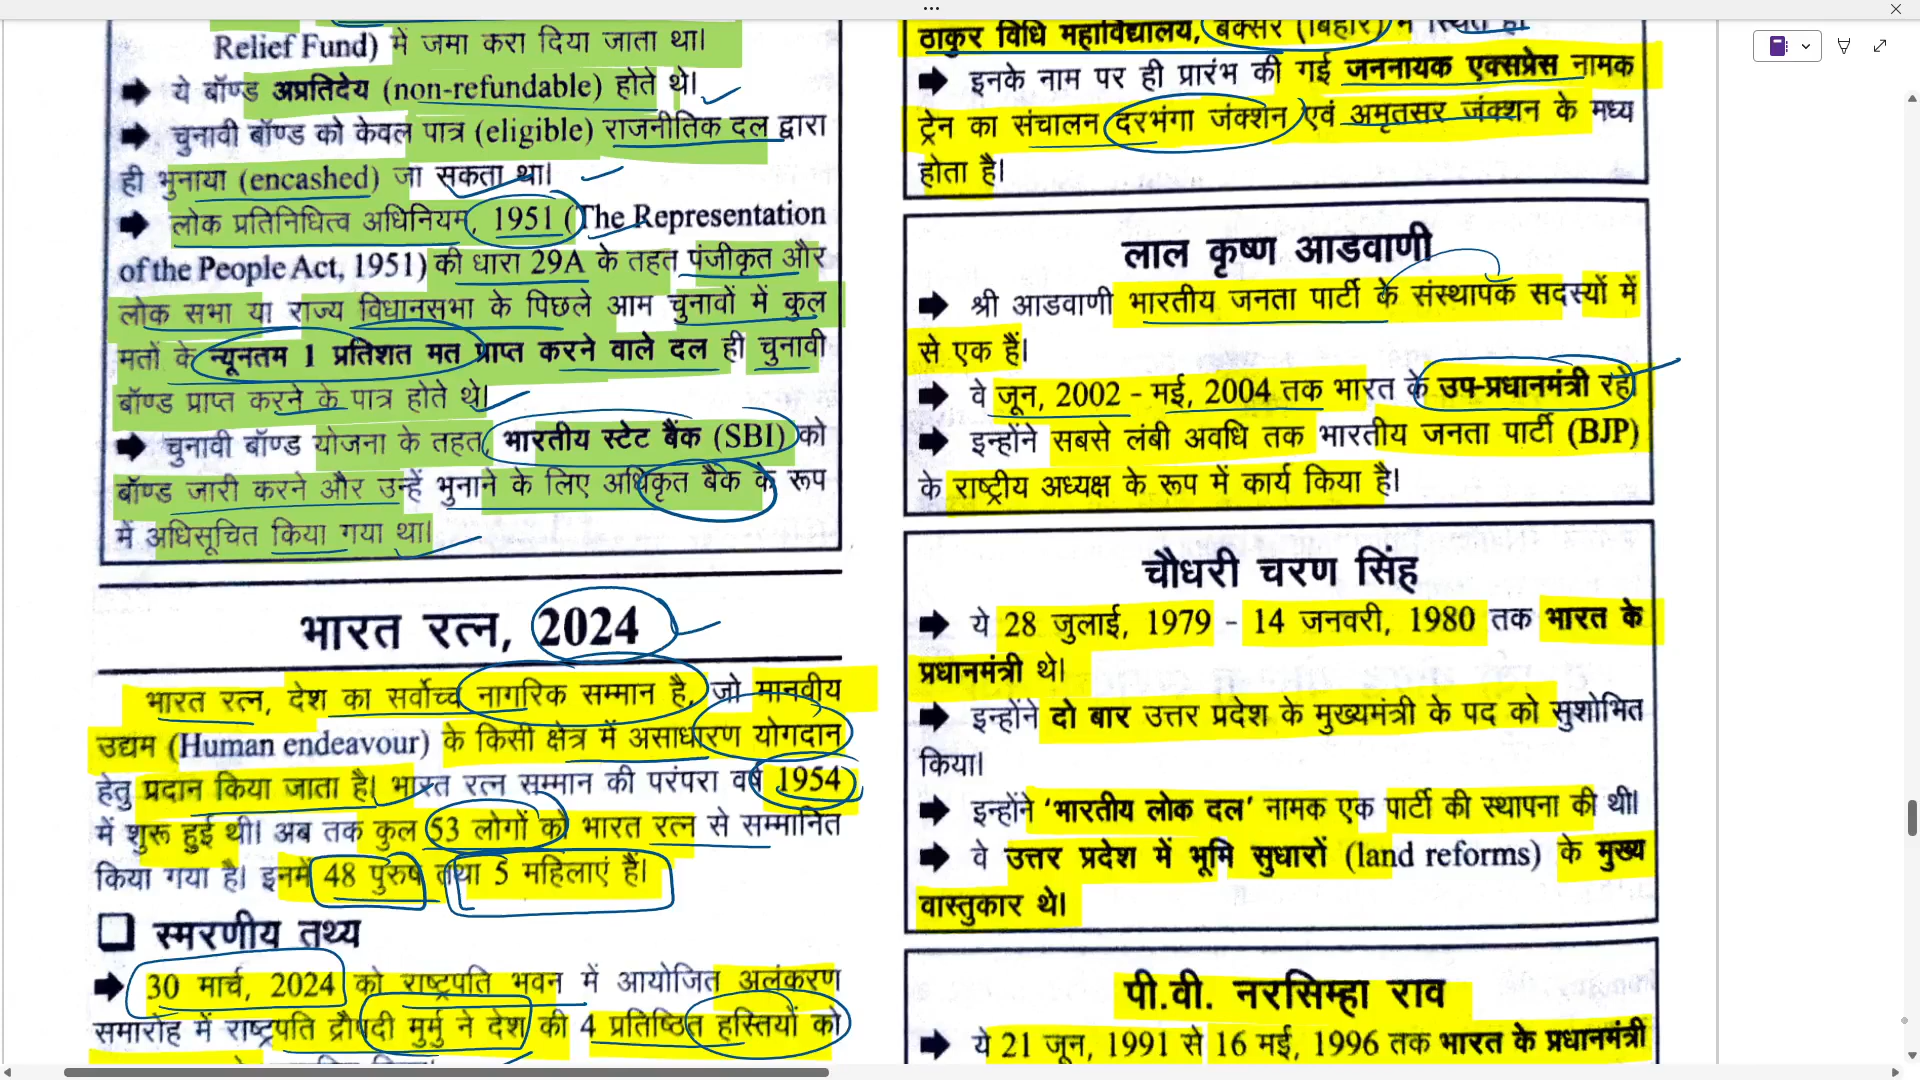 Relief Fund) में जमा करा दिया जाता था।
➡ ये बॉण्ड अप्रतिदेय (non-refundable) होते थे।
➡ चुनावी बॉण्ड को केवल पात्र (eligible) राजनीतिक दल द्वारा
ही भुनाया (encashed) जा सकता था।
➡ लोक प्रतिनिधित्व अधिनियम, 1951 (The Representation
of the People Act, 1951) की धारा 29A के तहत पंजीकृत और
लोक सभा या राज्य विधानसभा के पिछले आम चुनावों में कुल
मतों के न्यूनतम 1 प्रतिशत मत प्राप्त करने वाले दल ही चुनावी
बॉण्ड प्राप्त करने के पात्र होते थे।
➡ चुनावी बॉण्ड योजना के तहत भारतीय स्टेट बैंक (SBI) को
बॉण्ड जारी करने और उन्हें भुनाने के लिए अधिकृत बैंक के रूप
में अधिसूचित किया गया था।
भारत रत्न, 2024
भारत रत्न, देश का सर्वोच्च नागरिक सम्मान है, जो मानवीय
उद्यम (Human endeavour) के किसी क्षेत्र में असाधारण योगदान
हेतु प्रदान किया जाता है। भारत रत्न सम्मान की परंपरा वर्ष 1954
में शुरू हुई थी। अब तक कुल 53 लोगों को भारत रत्न से सम्मानित
किया गया है। इनमें 48 पुरुष तथा 5 महिलाएं हैं।
❑ स्मरणीय तथ्य
➡ 30 मार्च, 2024 को राष्ट्रपति भवन में आयोजित अलंकरण
समारोह में राष्ट्रपति द्रौपदी मुर्मु ने देश की 4 प्रतिष्ठित हस्तियों को
ठाकुर विधि महाविद्यालय, बक्सर (बिहार) में स्थित है।
➡ इनके नाम पर ही प्रारंभ की गई जननायक एक्सप्रेस नामक
ट्रेन का संचालन दरभंगा जंक्शन एवं अमृतसर जंक्शन के मध्य
होता है।
लाल कृष्ण आडवाणी
➡ श्री आडवाणी भारतीय जनता पार्टी के संस्थापक सदस्यों में
से एक हैं।
➡ वे जून, 2002 - मई, 2004 तक भारत के उप-प्रधानमंत्री रहे।
➡ इन्होंने सबसे लंबी अवधि तक भारतीय जनता पार्टी (BJP)
के राष्ट्रीय अध्यक्ष के रूप में कार्य किया है।
चौधरी चरण सिंह
➡ ये 28 जुलाई, 1979 - 14 जनवरी, 1980 तक भारत के
प्रधानमंत्री थे।
➡ इन्होंने दो बार उत्तर प्रदेश के मुख्यमंत्री के पद को सुशोभित
किया।
➡ इन्होंने ‘भारतीय लोक दल’ नामक एक पार्टी की स्थापना की थी।
➡ वे उत्तर प्रदेश में भूमि सुधारों (land reforms) के मुख्य
वास्तुकार थे।
पी.वी. नरसिम्हा राव
➡ ये 21 जून, 1991 से 16 मई, 1996 तक भारत के प्रधानमंत्री